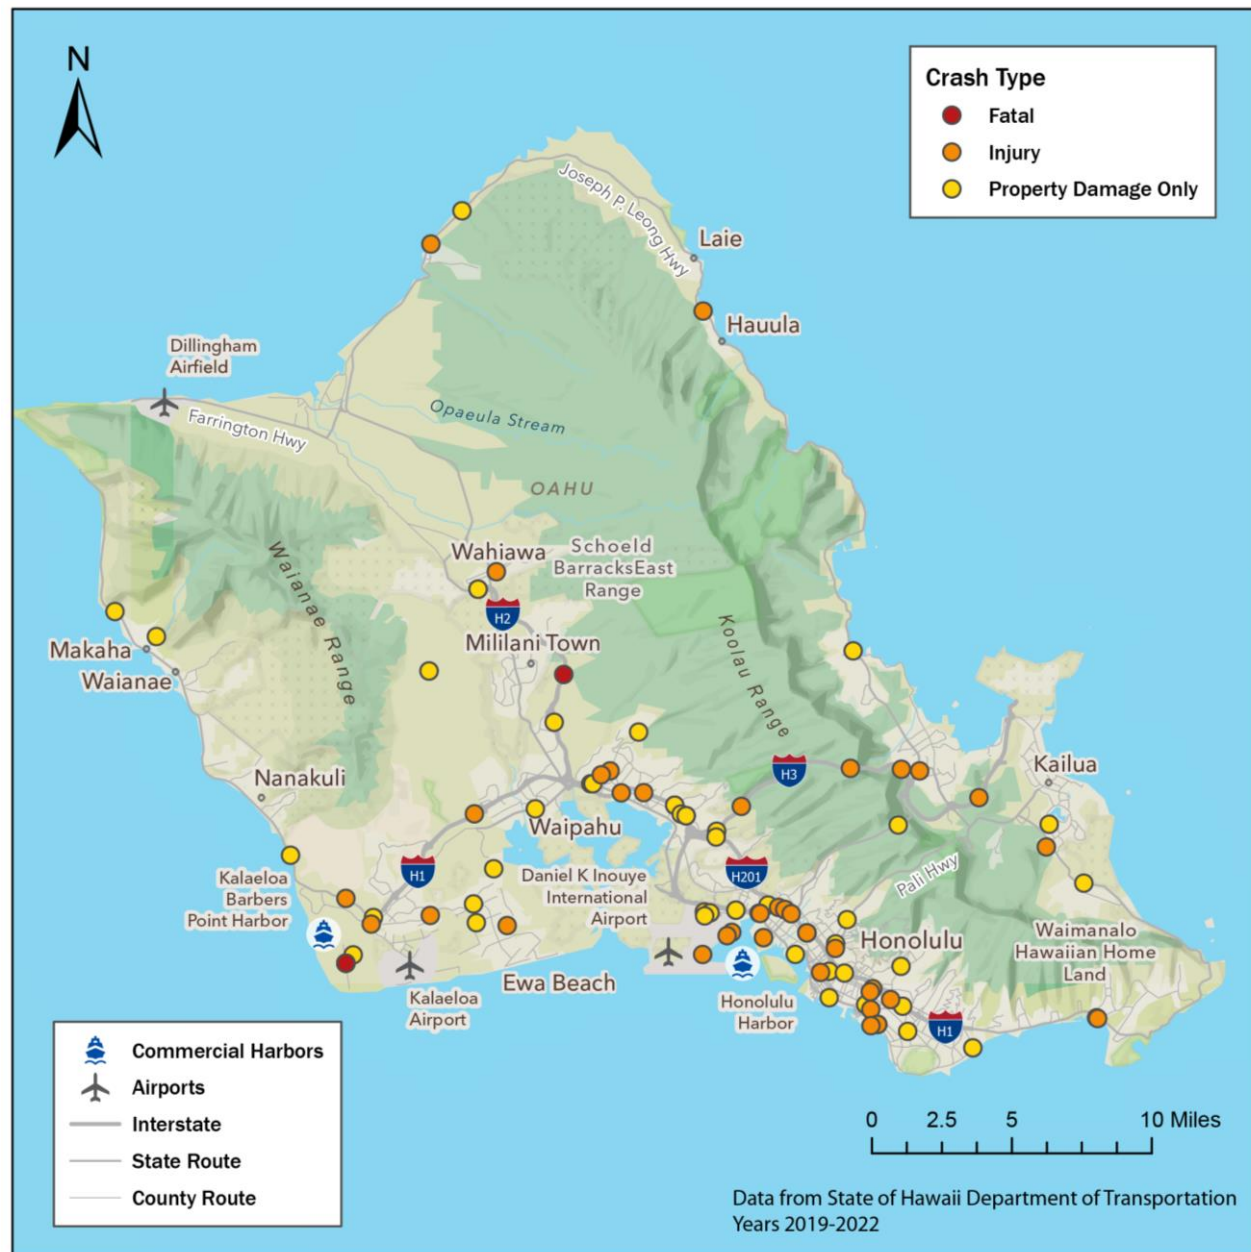 N
Crash Type
Fatal
Injury
Property Damage Only
Joseph P. Leong Hwy
Laie
Hauula
Dillingham
Airfield
Farrington Hwy
Opaeula Stream
OAHU
Wahiawa
Schoeld
BarracksEast
Range
Waianae Range
H2
Mililani Town
Koolau Range
Makaha
Waianae
Nanakuli
H3
Kailua
Waipahu
H1
Kalaeloa
Barbers
Point Harbor
Daniel K Inouye
International
Airport
H201
Pali Hwy
Honolulu
Waimanalo
Hawaiian Home
Land
Ewa Beach
Kalaeloa
Airport
Honolulu
Harbor
H1
Commercial Harbors
Airports
Interstate
State Route
County Route
0 2.5 5 10 Miles
Data from State of Hawaii Department of Transportation
Years 2019-2022